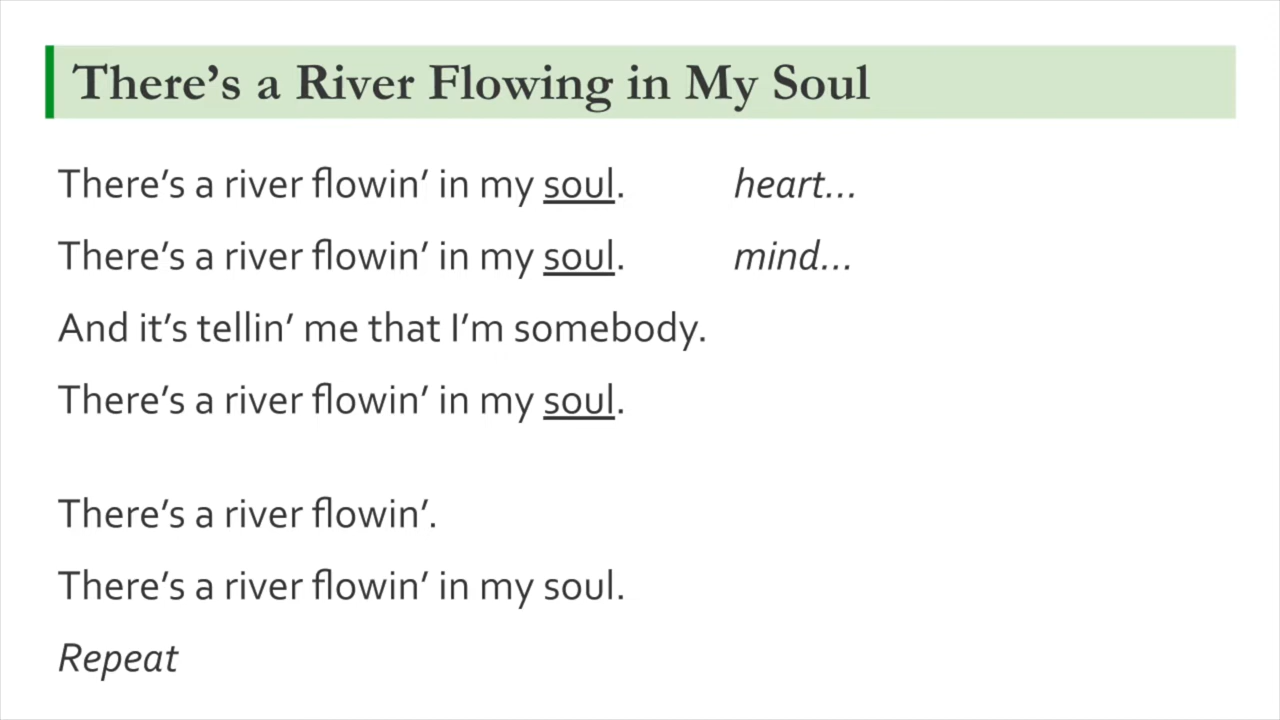 There’s a River Flowing in My Soul
There’s a river flowin’ in my soul. heart...
There’s a river flowin’ in my soul. mind...
And it’s tellin’ me that I’m somebody.
There’s a river flowin’ in my soul.
There’s a river flowin’.
There’s a river flowin’ in my soul.
Repeat